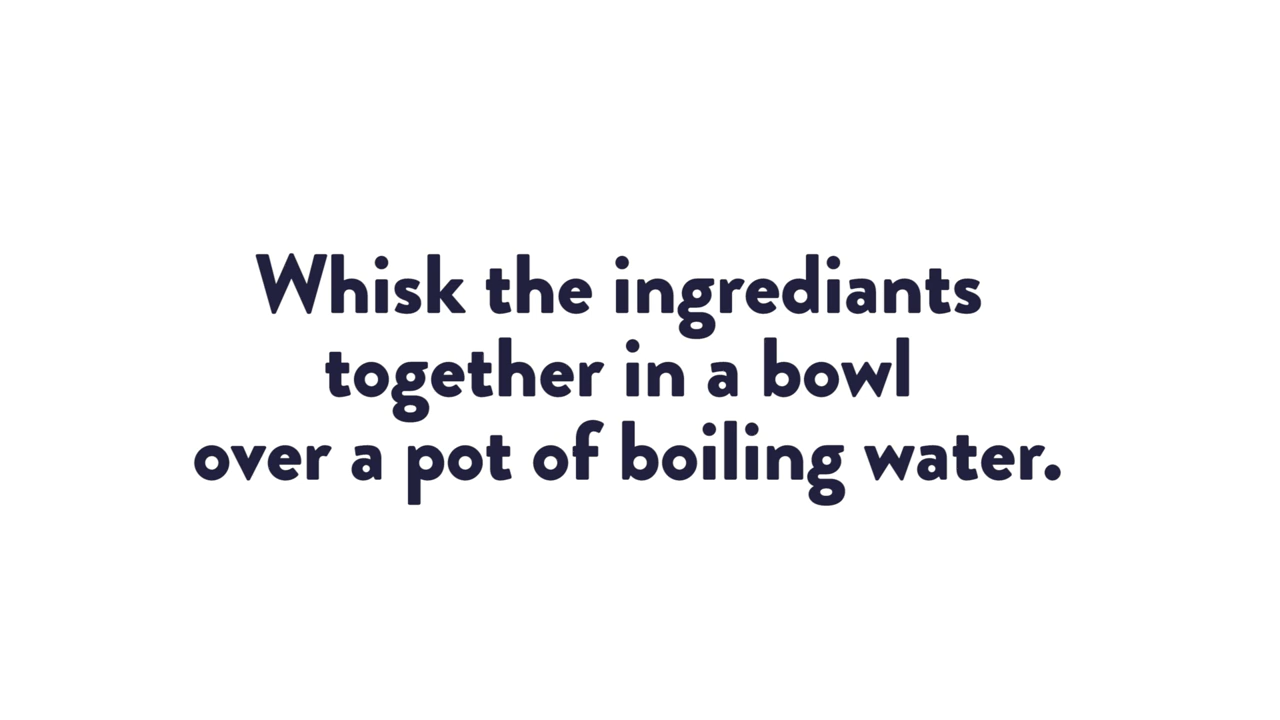 Whisk the ingrediants
together in a bowl
over a pot of boiling water.